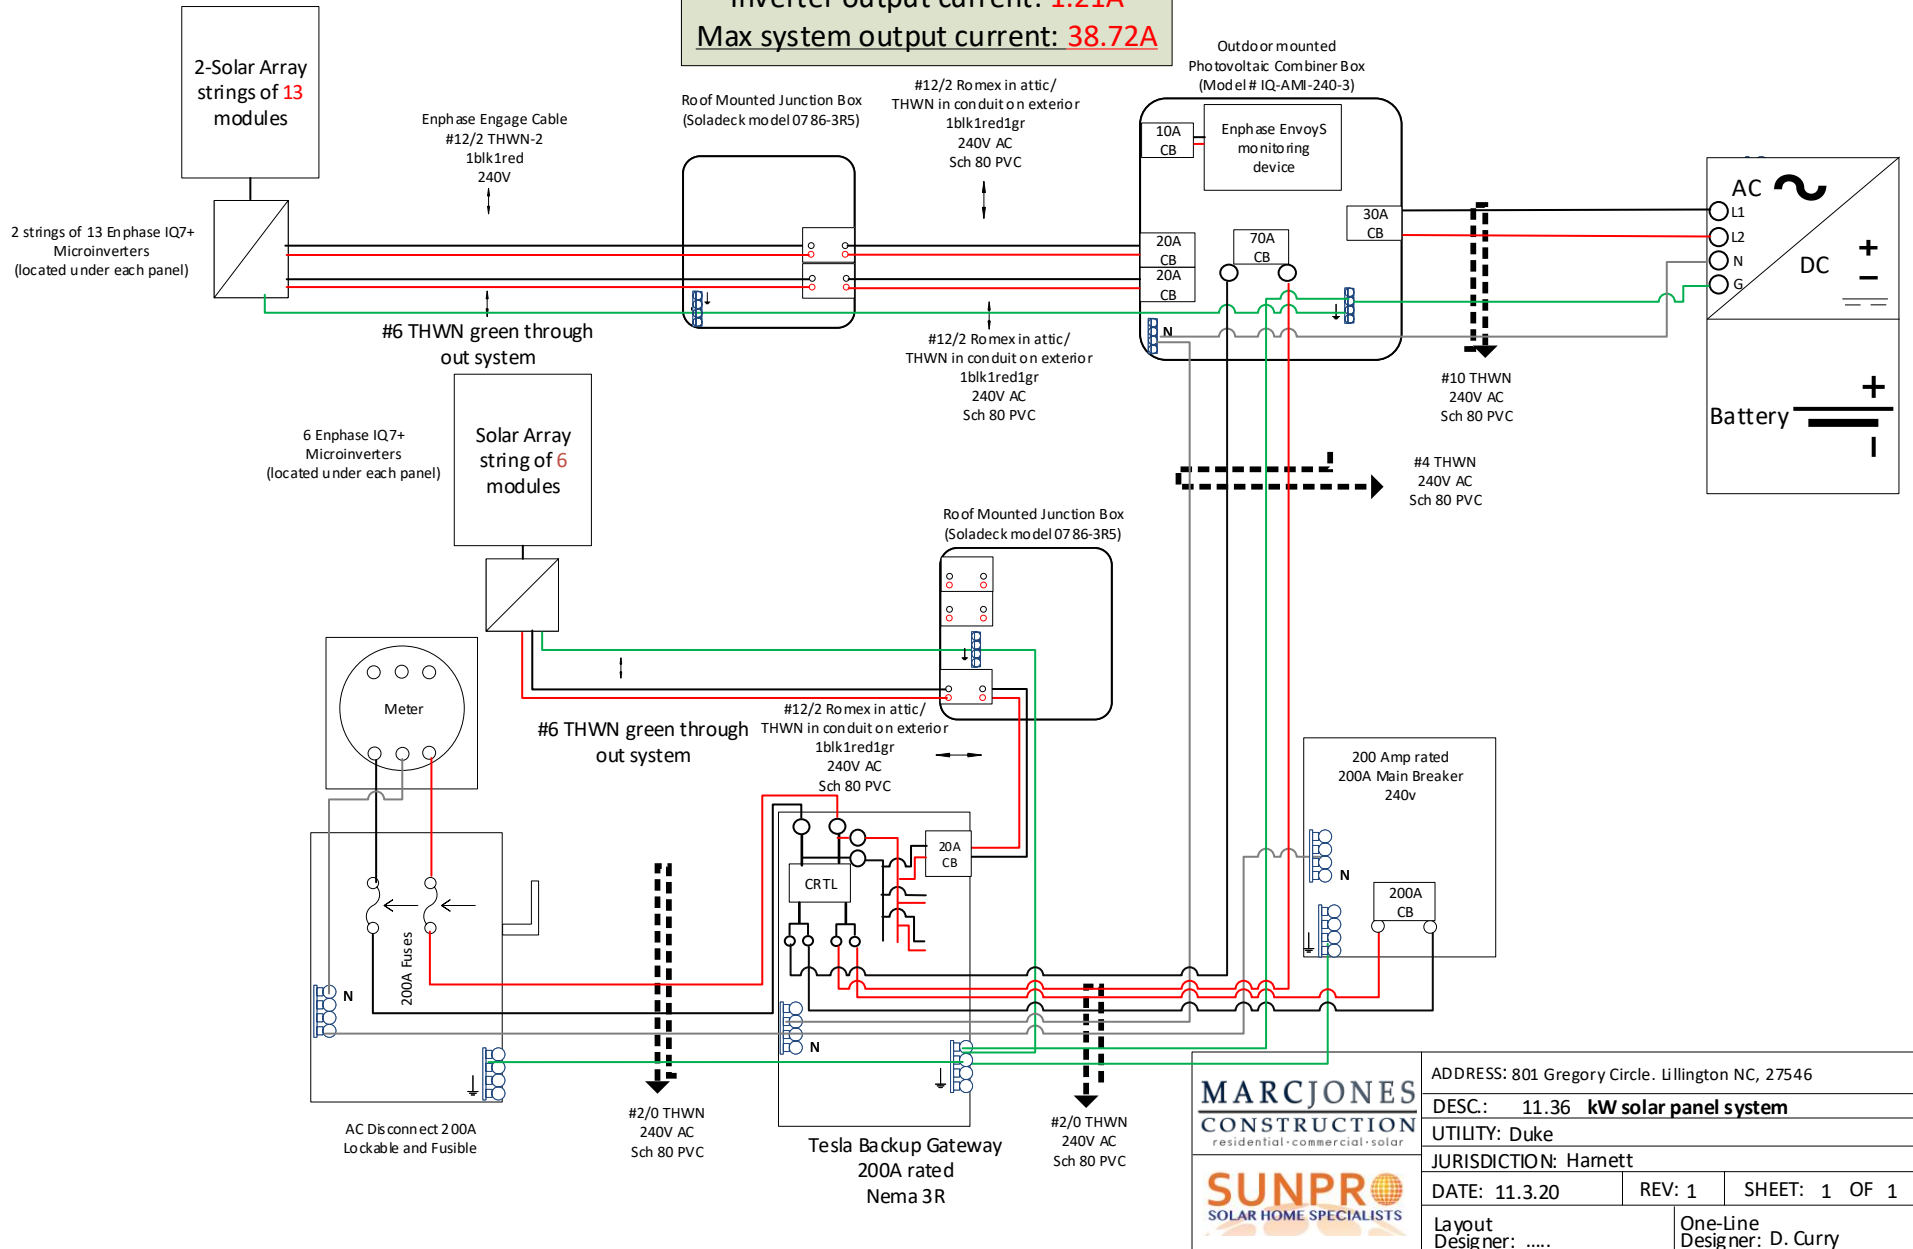 Inverter output current: 1.21A
Max system output current: 38.72A
2-Solar Array
strings of 13
modules
Enphase Engage Cable
#12/2 THWN-2
1blk1red
240V
Roof Mounted Junction Box
(Soladeck model 0786-3R5)
#12/2 Romex in attic/
THWN in conduit on exterior
1blk1red1gr
240V AC
Sch 80 PVC
Outdoor mounted
Photovoltaic Combiner Box
(Model # IQ-AMI-240-3)
10A
CB
Enphase EnvoyS
monitoring
device
30A
CB
20A
CB
20A
CB
70A
CB
N
AC
L1
L2
N
G
DC
+
−
Battery
+
2 strings of 13 Enphase IQ7+
Microinverters
(located under each panel)
#6 THWN green through
out system
#12/2 Romex in attic/
THWN in conduit on exterior
1blk1red1gr
240V AC
Sch 80 PVC
#10 THWN
240V AC
Sch 80 PVC
#4 THWN
240V AC
Sch 80 PVC
6 Enphase IQ7+
Microinverters
(located under each panel)
Solar Array
string of 6
modules
Roof Mounted Junction Box
(Soladeck model 0786-3R5)
Meter
#6 THWN green through
out system
#12/2 Romex in attic/
THWN in conduit on exterior
1blk1red1gr
240V AC
Sch 80 PVC
200 Amp rated
200A Main Breaker
240v
N
200A
CB
20A
CB
CRTL
200A Fuses
N
N
AC Disconnect 200A
Lockable and Fusible
#2/0 THWN
240V AC
Sch 80 PVC
Tesla Backup Gateway
200A rated
Nema 3R
#2/0 THWN
240V AC
Sch 80 PVC
MARCJONES
CONSTRUCTION
residential·commercial·solar
SUNPRO
SOLAR HOME SPECIALISTS
ADDRESS: 801 Gregory Circle. Lillington NC, 27546
DESC.: 11.36 kW solar panel system
UTILITY: Duke
JURISDICTION: Harnett
DATE: 11.3.20 REV: 1 SHEET: 1 OF 1
Layout
Designer: .....
One-Line
Designer: D. Curry